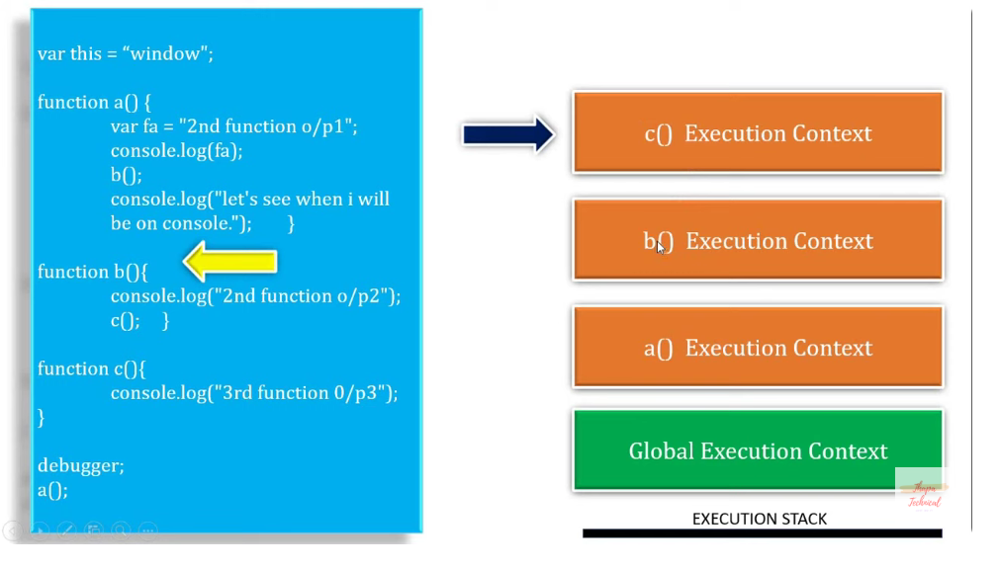 var this = “window";
function a() {
var fa = "2nd function o/p1";
console.log(fa);
b();
console.log("let's see when i will
be on console."); }
function b(){
console.log("2nd function o/p2");
c(); }
function c(){
console.log("3rd function 0/p3");
}
debugger;
a();
c() Execution Context
b() Execution Context
a() Execution Context
Global Execution Context
Thapa
Technical
EXECUTION STACK